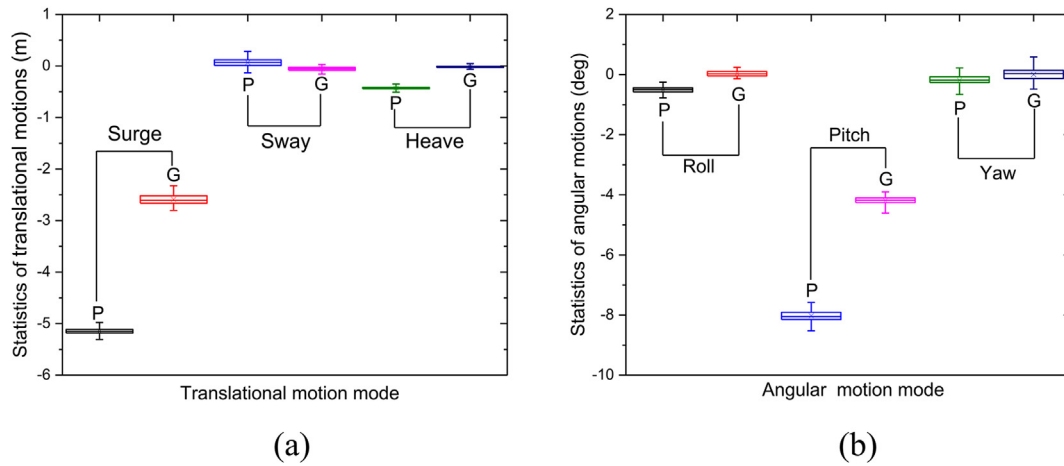 Statistics of translational motions (m)
1
0
-1
-2
-3
-4
-5
-6
Surge
P
G
P
G
Sway
P
G
Heave
Translational motion mode
(a)
Statistics of angular motions (deg)
2
0
-2
-4
-6
-8
-10
P
G
Roll
Pitch
P
G
P
G
Yaw
Angular motion mode
(b)